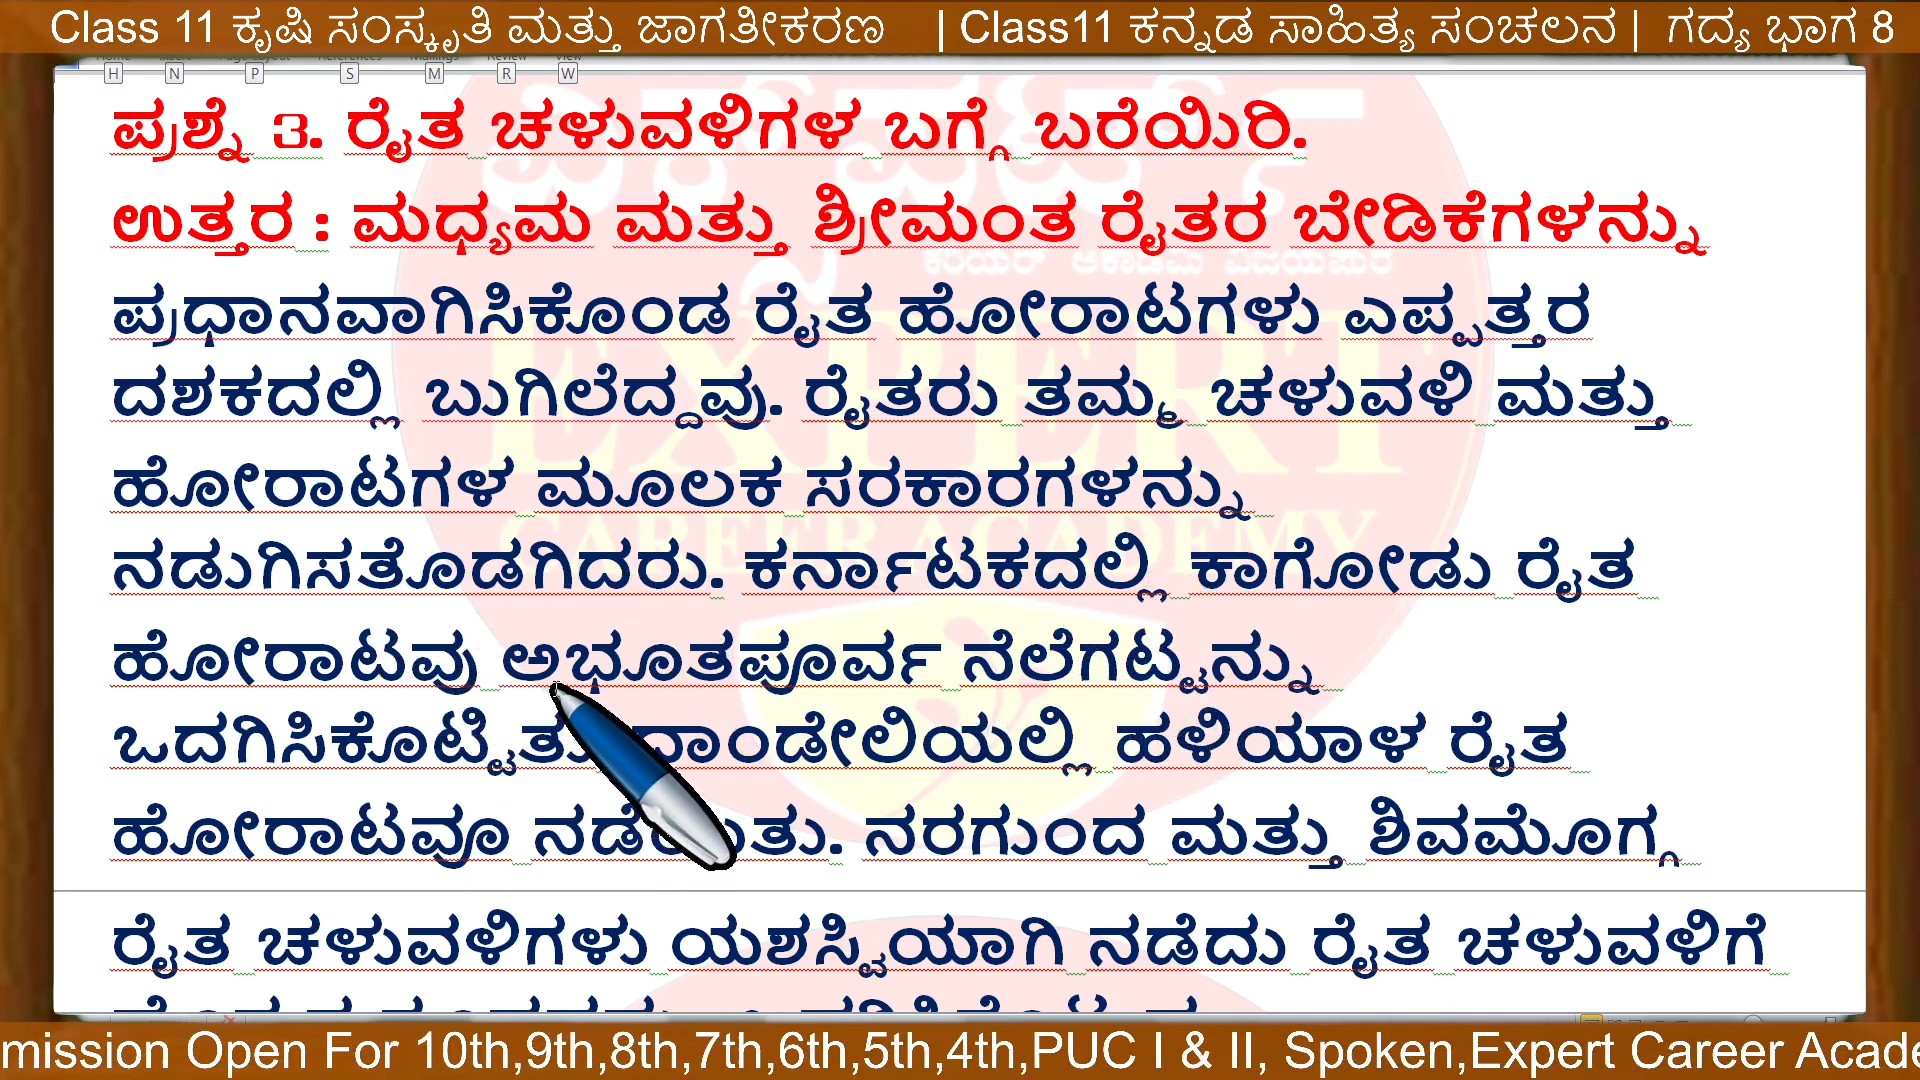 Class 11 ಕೃಷಿ ಸಂಸ್ಕೃತಿ ಮತ್ತು ಜಾಗತೀಕರಣ | Class11 ಕನ್ನಡ ಸಾಹಿತ್ಯ ಸಂಚಲನ | ಗದ್ಯ ಭಾಗ 8
H N P S M R W
ಪ್ರಶ್ನೆ 3. ರೈತ ಚಳುವಳಿಗಳ ಬಗ್ಗೆ ಬರೆಯಿರಿ.
ಉತ್ತರ : ಮಧ್ಯಮ ಮತ್ತು ಶ್ರೀಮಂತ ರೈತರ ಬೇಡಿಕೆಗಳನ್ನು
ಪ್ರಧಾನವಾಗಿಸಿಕೊಂಡ ರೈತ ಹೋರಾಟಗಳು ಎಪ್ಪತ್ತರ
ದಶಕದಲ್ಲಿ ಬುಗಿಲೆದ್ದವು. ರೈತರು ತಮ್ಮ ಚಳುವಳಿ ಮತ್ತು
ಹೋರಾಟಗಳ ಮೂಲಕ ಸರಕಾರಗಳನ್ನು
ನಡುಗಿಸತೊಡಗಿದರು. ಕರ್ನಾಟಕದಲ್ಲಿ ಕಾಗೋಡು ರೈತ
ಹೋರಾಟವು ಅಭೂತಪೂರ್ವ ನೆಲೆಗಟ್ಟನ್ನು
ಒದಗಿಸಿಕೊಟ್ಟಿತು ದಾಂಡೇಲಿಯಲ್ಲಿ ಹಳಿಯಾಳ ರೈತ
ಹೋರಾಟವೂ ನಡೆಯಿತು. ನರಗುಂದ ಮತ್ತು ಶಿವಮೊಗ್ಗ
ರೈತ ಚಳುವಳಿಗಳು ಯಶಸ್ವಿಯಾಗಿ ನಡೆದು ರೈತ ಚಳುವಳಿಗೆ
EXPERT
CAREER ACADEMY
mission Open For 10th,9th,8th,7th,6th,5th,4th,PUC I & II, Spoken,Expert Career Acade